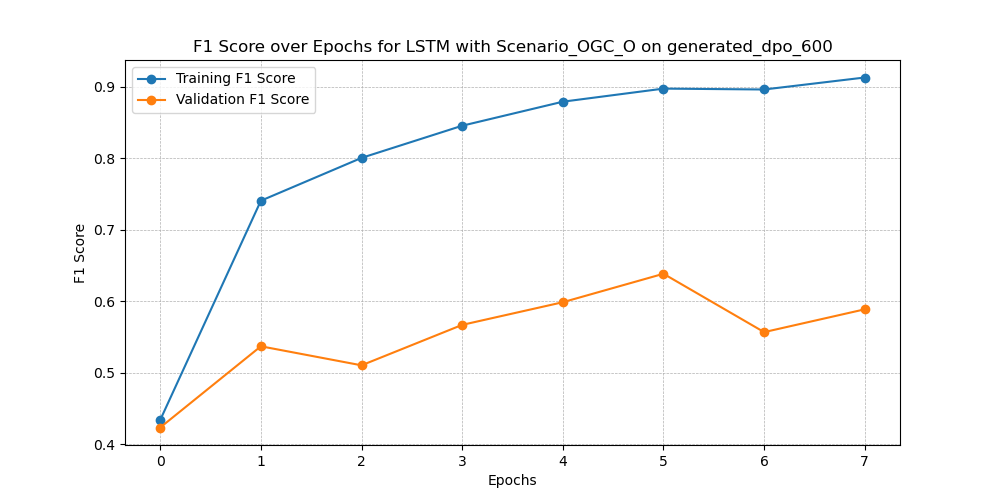 F1 Score over Epochs for LSTM with Scenario_OGC_O on generated_dpo_600
Training F1 Score
Validation F1 Score
F1 Score
0.9
0.8
0.7
0.6
0.5
0.4
0 1 2 3 4 5 6 7
Epochs